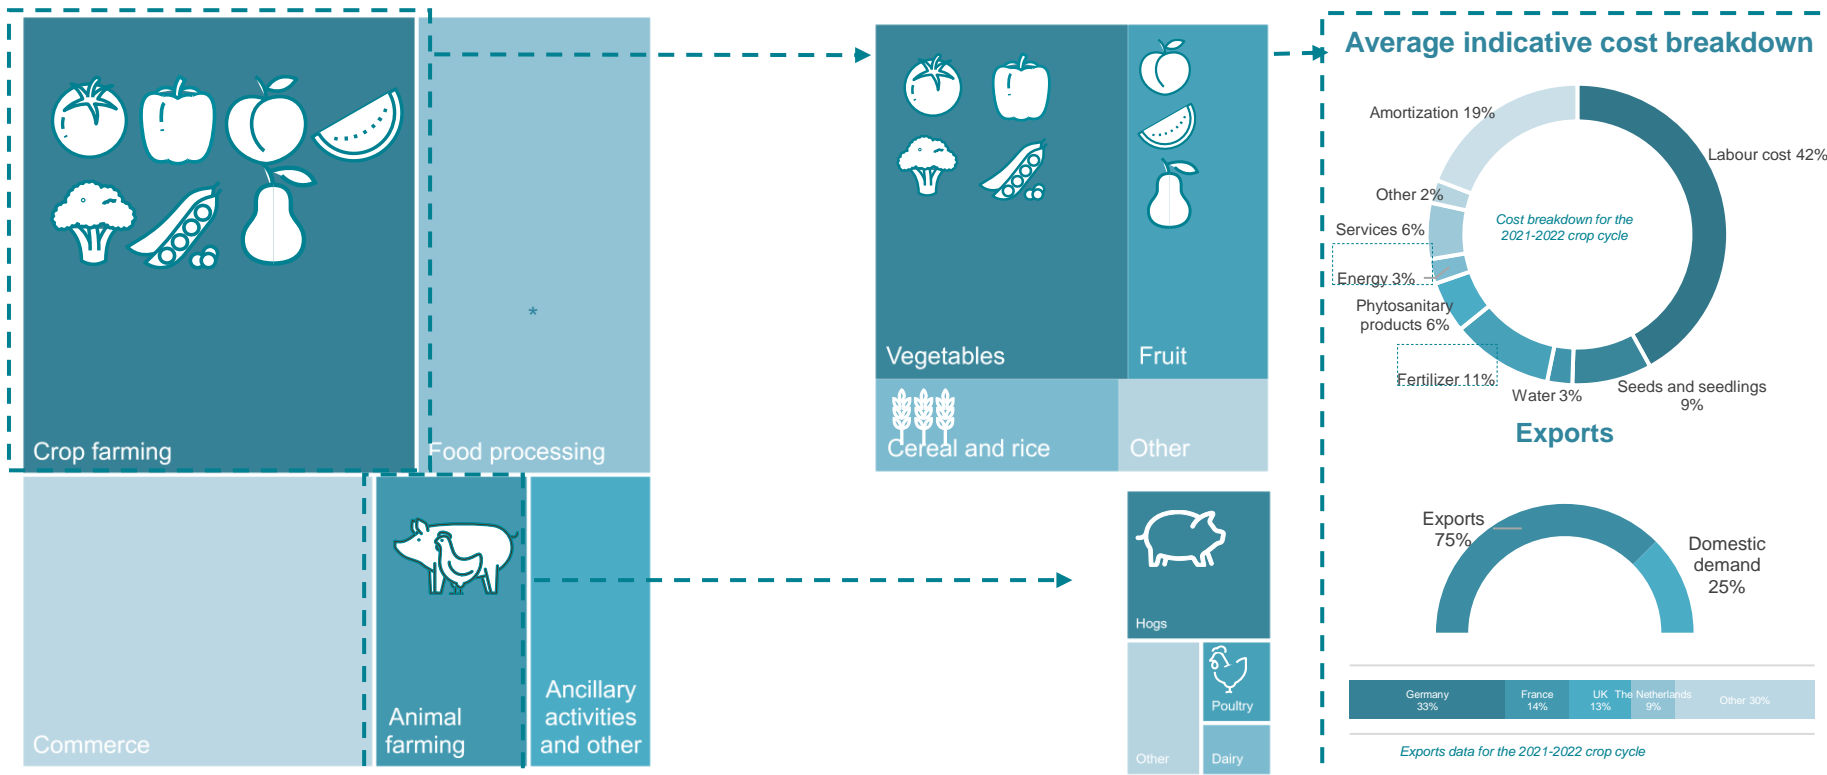 Crop farming
*
Food processing
Commerce
Animal
farming
Ancillary
activities
and other
Vegetables
Fruit
Cereal and rice
Other
Hogs
Other
Poultry
Dairy
Average indicative cost breakdown
Amortization 19%
Labour cost 42%
Other 2%
Services 6%
Energy 3%
Phytosanitary
products 6%
Fertilizer 11%
Water 3%
Seeds and seedlings
9%
Cost breakdown for the
2021-2022 crop cycle
Exports
Exports
75%
Domestic
demand
25%
Germany
33%
France
14%
UK
13%
The Netherlands
9%
Other 30%
Exports data for the 2021-2022 crop cycle